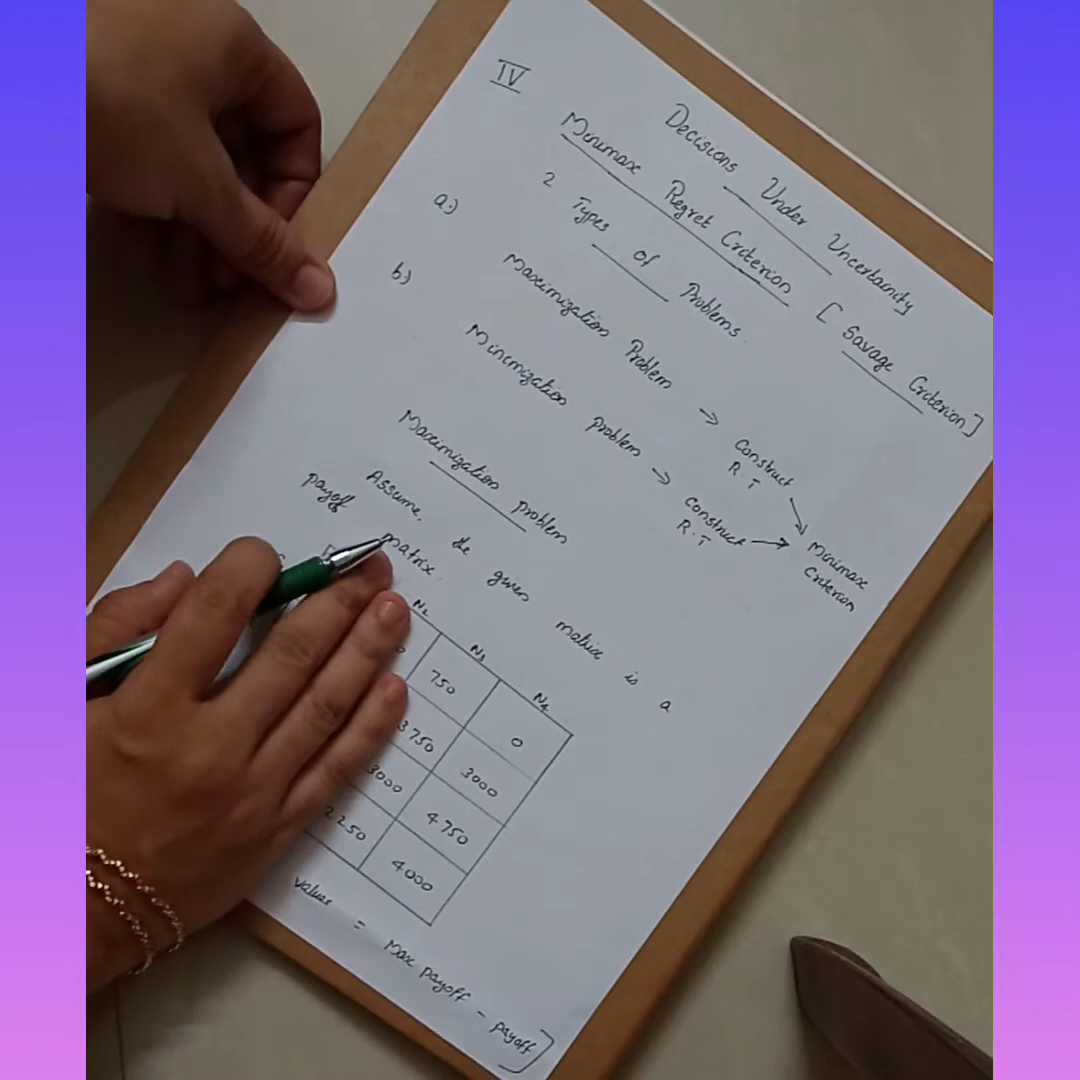 IV
Decisions Under Uncertainity
Minimax Regret Criterion [Savage Criterion]
2 Types of Problems.
a.) Maximization Problem → Construct R T
b) Minimization problem → Construct R.T → Minimax Criterion
Maximization problem
Assume, the given matrix is a
payoff matrix.
N2 N3 N4
750 0
3750 3000
3000 4750
2250 4000
values = Max payoff - payoff]